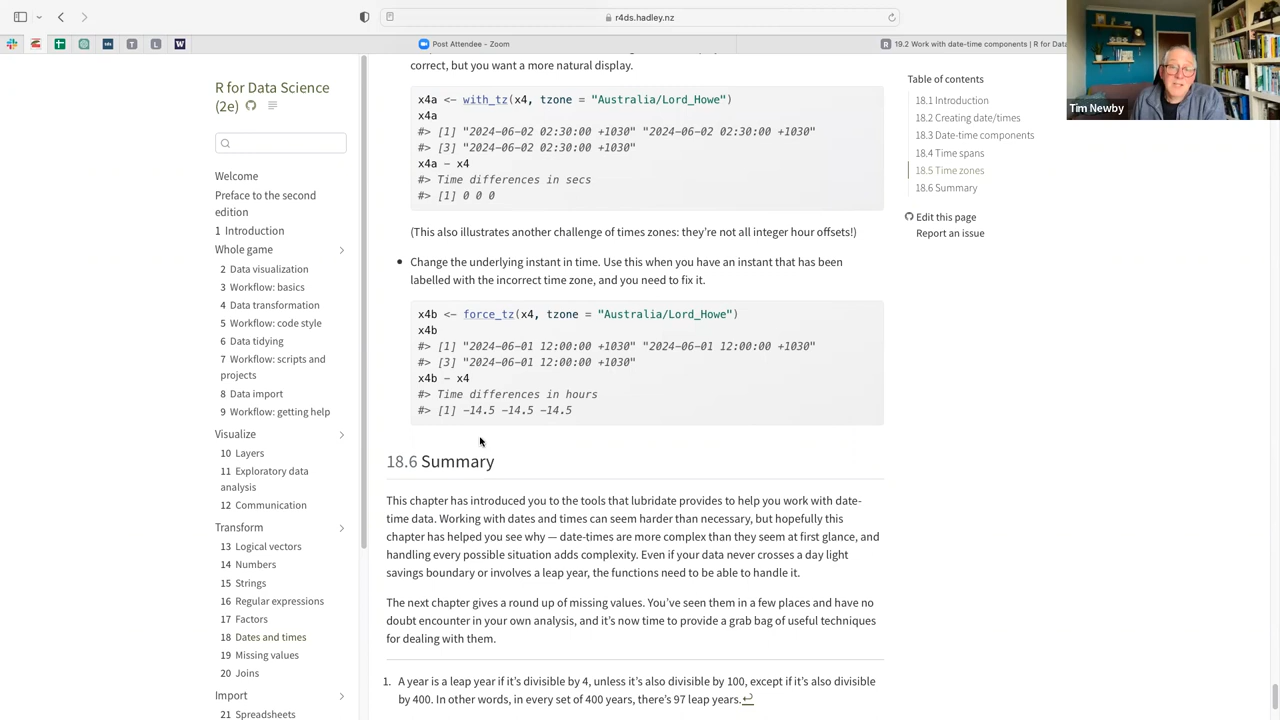 r4ds.hadley.nz
Post Attendee - Zoom
19.2 Work with date-time components | R for Data
Tim Newby
R for Data Science
(2e)
Welcome
Preface to the second
edition
1 Introduction
Whole game
2 Data visualization
3 Workflow: basics
4 Data transformation
5 Workflow: code style
6 Data tidying
7 Workflow: scripts and
projects
8 Data import
9 Workflow: getting help
Visualize
10 Layers
11 Exploratory data
analysis
12 Communication
Transform
13 Logical vectors
14 Numbers
15 Strings
16 Regular expressions
17 Factors
18 Dates and times
19 Missing values
20 Joins
Import
21 Spreadsheets
correct, but you want a more natural display.
x4a <- with_tz(x4, tzone = "Australia/Lord_Howe")
x4a
#> [1] "2024-06-02 02:30:00 +1030" "2024-06-02 02:30:00 +1030"
#> [3] "2024-06-02 02:30:00 +1030"
x4a - x4
#> Time differences in secs
#> [1] 0 0 0
(This also illustrates another challenge of times zones: they're not all integer hour offsets!)
• Change the underlying instant in time. Use this when you have an instant that has been
labelled with the incorrect time zone, and you need to fix it.
x4b <- force_tz(x4, tzone = "Australia/Lord_Howe")
x4b
#> [1] "2024-06-01 12:00:00 +1030" "2024-06-01 12:00:00 +1030"
#> [3] "2024-06-01 12:00:00 +1030"
x4b - x4
#> Time differences in hours
#> [1] -14.5 -14.5 -14.5
18.6 Summary
This chapter has introduced you to the tools that lubridate provides to help you work with date-
time data. Working with dates and times can seem harder than necessary, but hopefully this
chapter has helped you see why — date-times are more complex than they seem at first glance, and
handling every possible situation adds complexity. Even if your data never crosses a day light
savings boundary or involves a leap year, the functions need to be able to handle it.
The next chapter gives a round up of missing values. You've seen them in a few places and have no
doubt encounter in your own analysis, and it's now time to provide a grab bag of useful techniques
for dealing with them.
1. A year is a leap year if it's divisible by 4, unless it's also divisible by 100, except if it's also divisible
by 400. In other words, in every set of 400 years, there's 97 leap years.↩
Table of contents
18.1 Introduction
18.2 Creating date/times
18.3 Date-time components
18.4 Time spans
18.5 Time zones
18.6 Summary
Edit this page
Report an issue